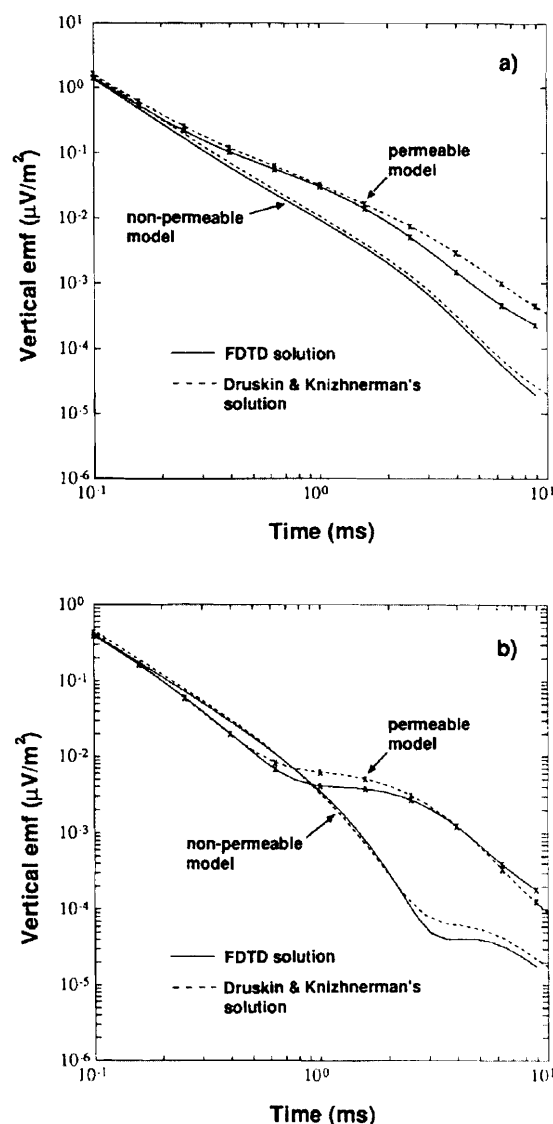 a)
10¹
10⁰
10⁻¹
10⁻²
10⁻³
10⁻⁴
10⁻⁵
10⁻⁶
Vertical emf (μV/m²)
permeable
model
non-permeable
model
FDTD solution
Druskin & Knizhnerman's
solution
10⁻¹
10⁰
10¹
Time (ms)
b)
10⁰
10⁻¹
10⁻²
10⁻³
10⁻⁴
10⁻⁵
10⁻⁶
Vertical emf (μV/m²)
permeable
model
non-permeable
model
FDTD solution
Druskin & Knizhnerman's
solution
10⁻¹
10⁰
10¹
Time (ms)